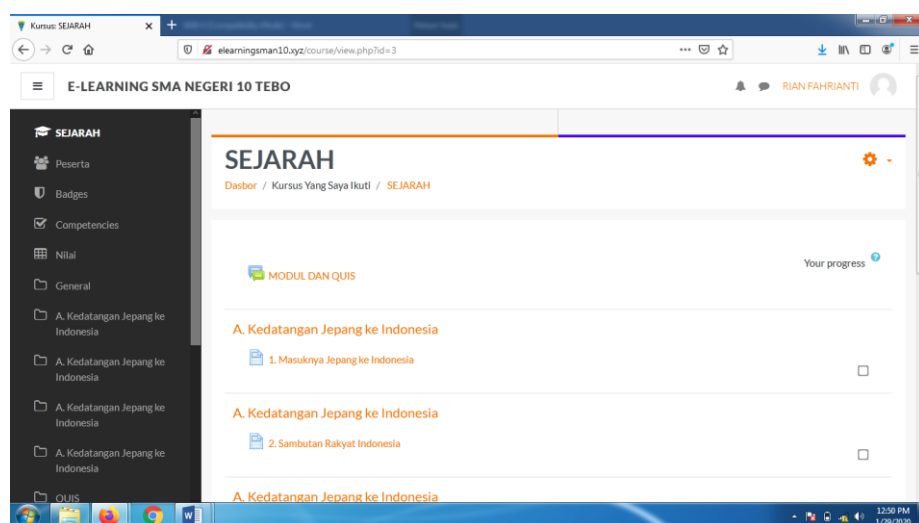 Kursus: SEJARAH
elearningsman10.xyz/course/view.php?id=3
E-LEARNING SMA NEGERI 10 TEBO
RIAN FAHRIANTI
SEJARAH
Peserta
Badges
Competencies
Nilai
General
A. Kedatangan Jepang ke
Indonesia
A. Kedatangan Jepang ke
Indonesia
A. Kedatangan Jepang ke
Indonesia
A. Kedatangan Jepang ke
Indonesia
QUIS
SEJARAH
Dasbor / Kursus Yang Saya Ikuti / SEJARAH
Your progress
MODUL DAN QUIS
A. Kedatangan Jepang ke Indonesia
1. Masuknya Jepang ke Indonesia
A. Kedatangan Jepang ke Indonesia
2. Sambutan Rakyat Indonesia
A. Kedatangan Jepang ke Indonesia
12:50 PM
1/29/2020